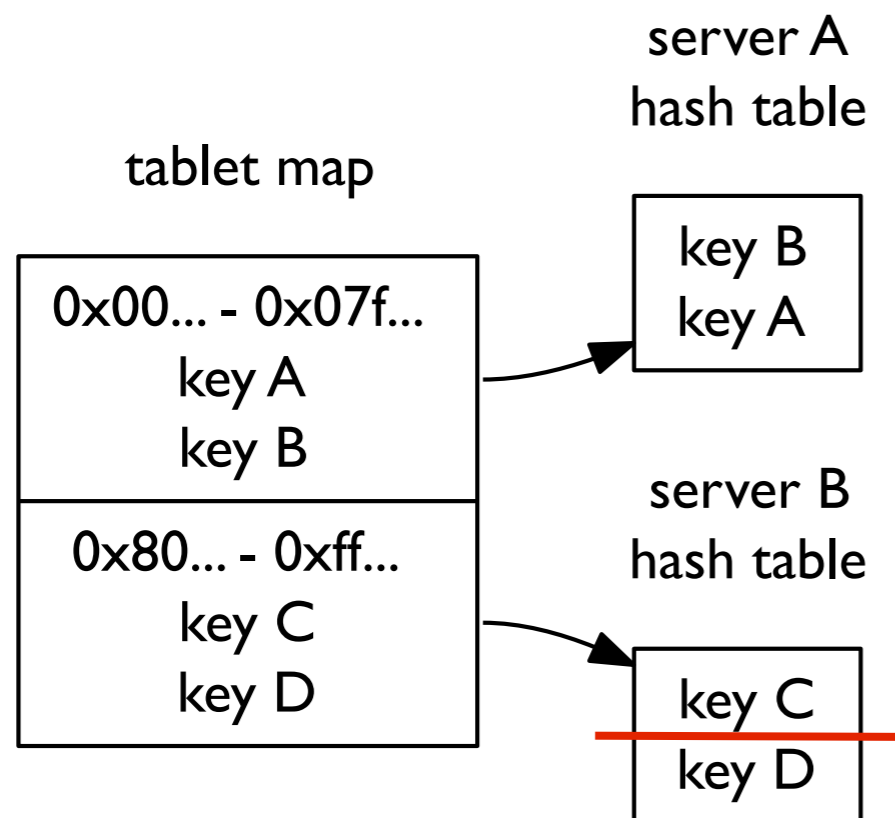 tablet map
0x00... - 0x07f...
key A
key B
0x80... - 0xff...
key C
key D
server A
hash table
key B
key A
server B
hash table
key C
key D